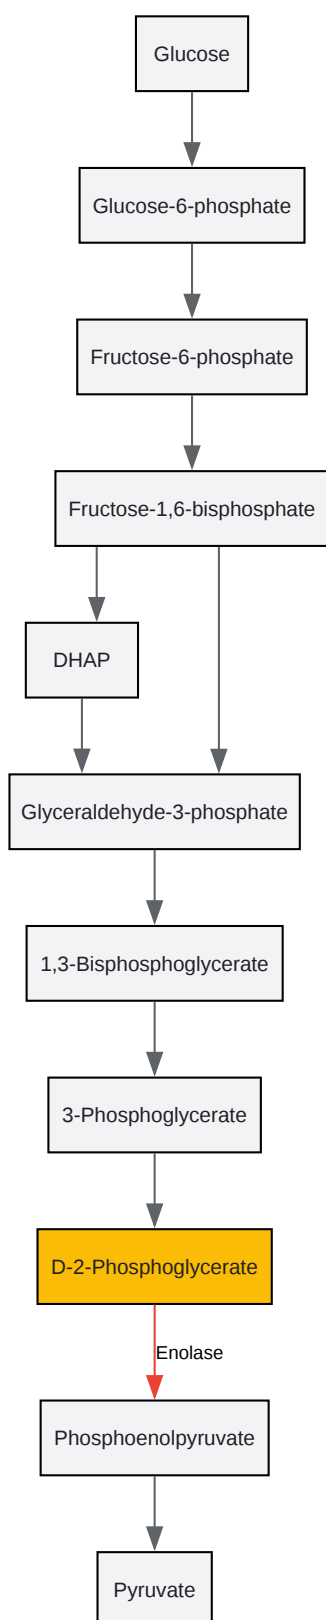 Glucose
Glucose-6-phosphate
Fructose-6-phosphate
Fructose-1,6-bisphosphate
DHAP
Glyceraldehyde-3-phosphate
1,3-Bisphosphoglycerate
3-Phosphoglycerate
D-2-Phosphoglycerate
Enolase
Phosphoenolpyruvate
Pyruvate